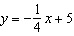 y = −1/4 x + 5